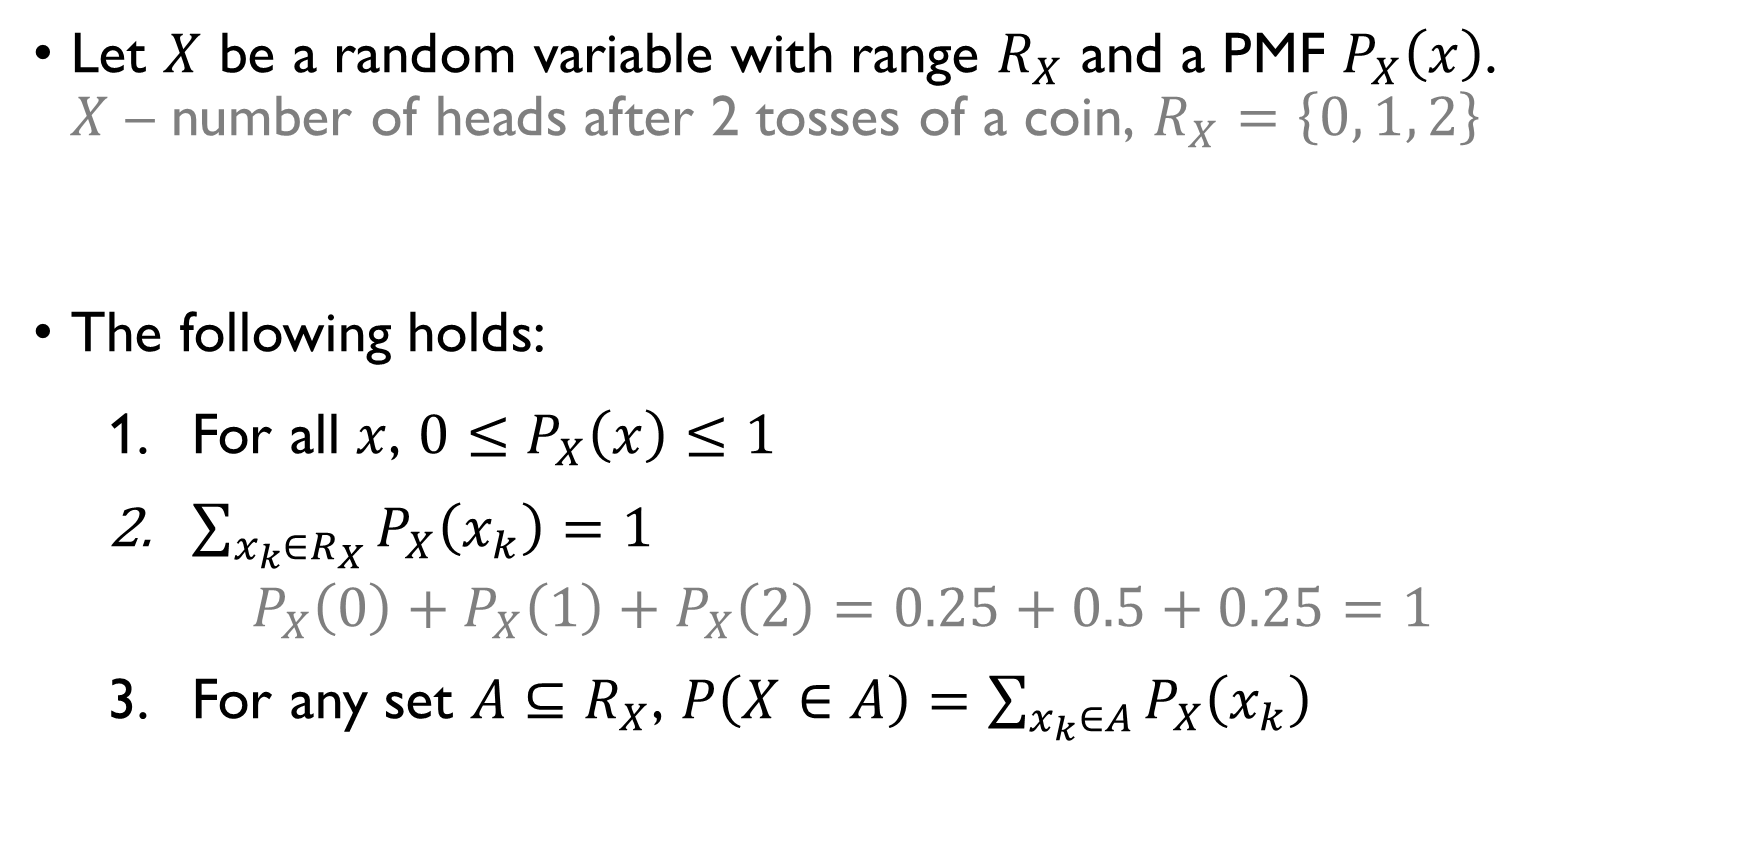 • Let 𝑋 be a random variable with range 𝑅_𝑋 and a PMF 𝑃_𝑋(𝑥).
𝑋 – number of heads after 2 tosses of a coin, 𝑅_𝑋 = {0, 1, 2}
• The following holds:
1. For all 𝑥, 0 ≤ 𝑃_𝑋(𝑥) ≤ 1
2. ∑_{𝑥_𝑘∈𝑅_𝑋} 𝑃_𝑋(𝑥_𝑘) = 1
𝑃_𝑋(0) + 𝑃_𝑋(1) + 𝑃_𝑋(2) = 0.25 + 0.5 + 0.25 = 1
3. For any set 𝐴 ⊆ 𝑅_𝑋, 𝑃(𝑋 ∈ 𝐴) = ∑_{𝑥_𝑘∈𝐴} 𝑃_𝑋(𝑥_𝑘)